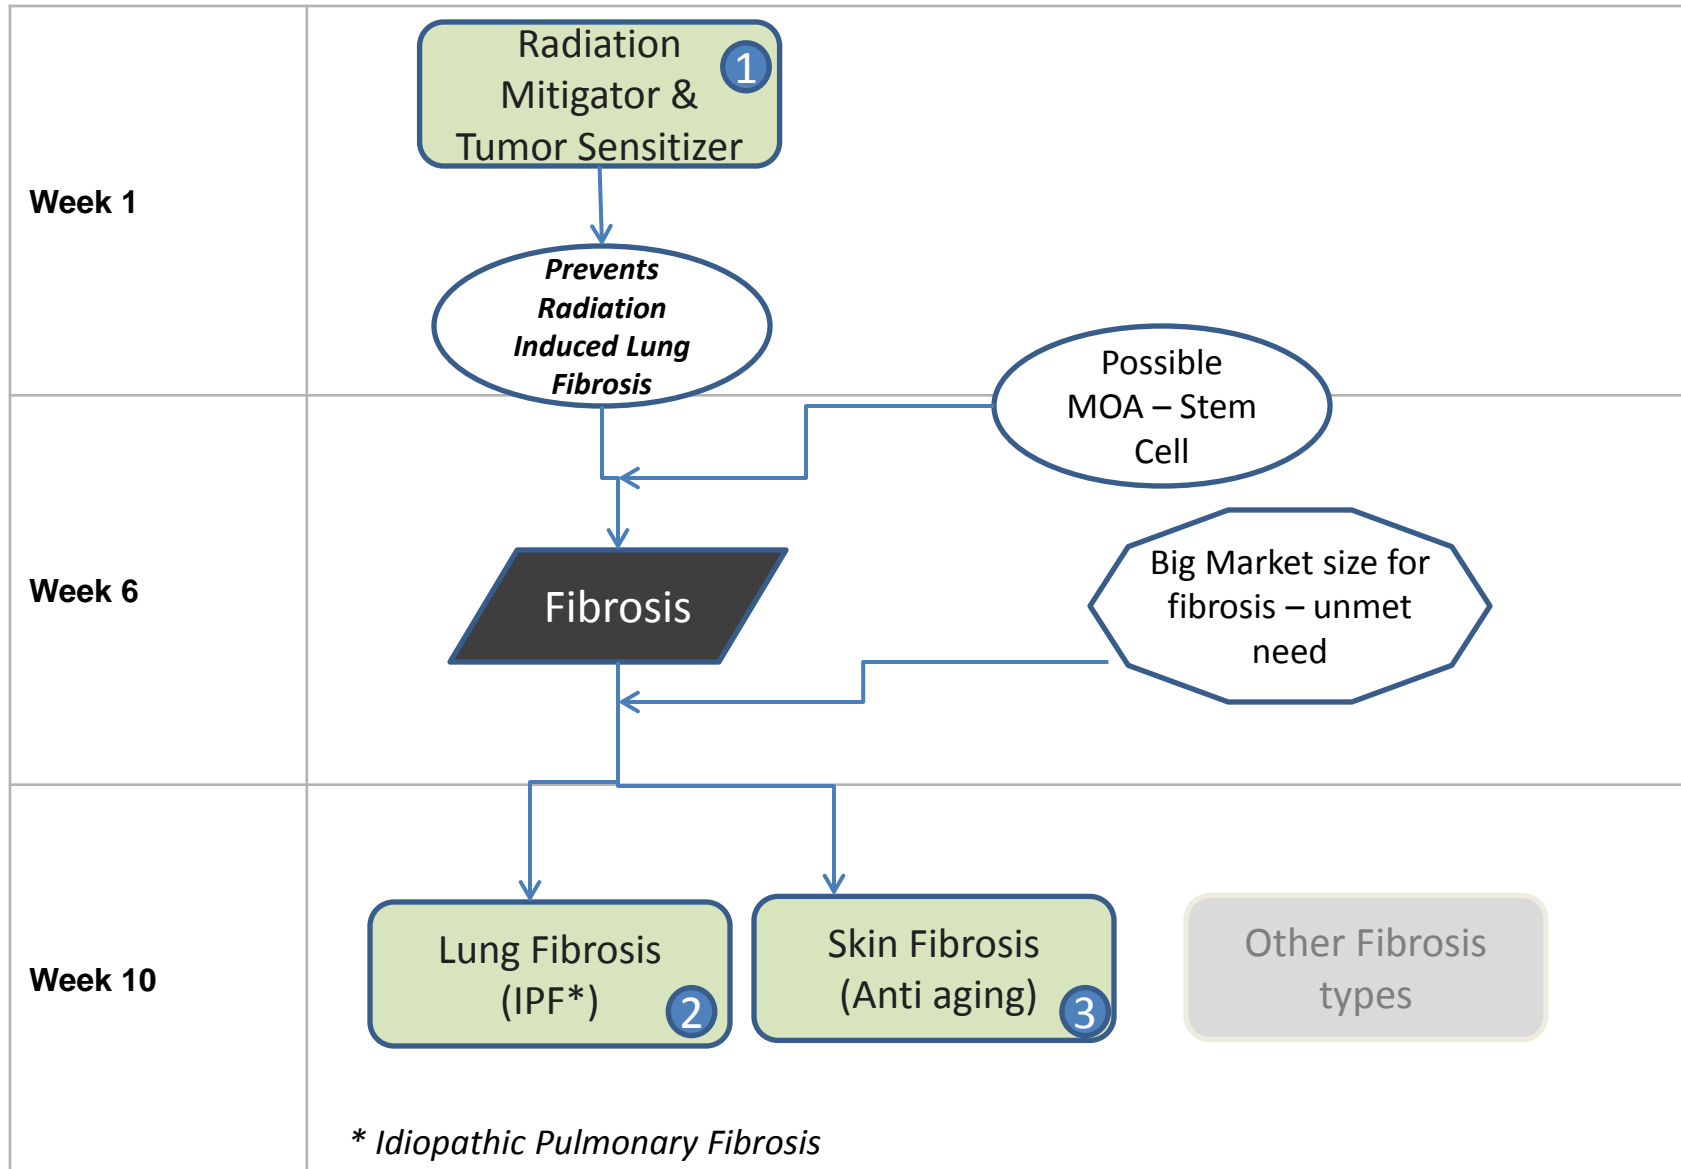 Week 1
Radiation
Mitigator &
Tumor Sensitizer
1
Prevents
Radiation
Induced Lung
Fibrosis
Possible
MOA – Stem
Cell
Week 6
Fibrosis
Big Market size for
fibrosis – unmet
need
Week 10
Lung Fibrosis
(IPF*)
2
Skin Fibrosis
(Anti aging)
3
Other Fibrosis
types
* Idiopathic Pulmonary Fibrosis